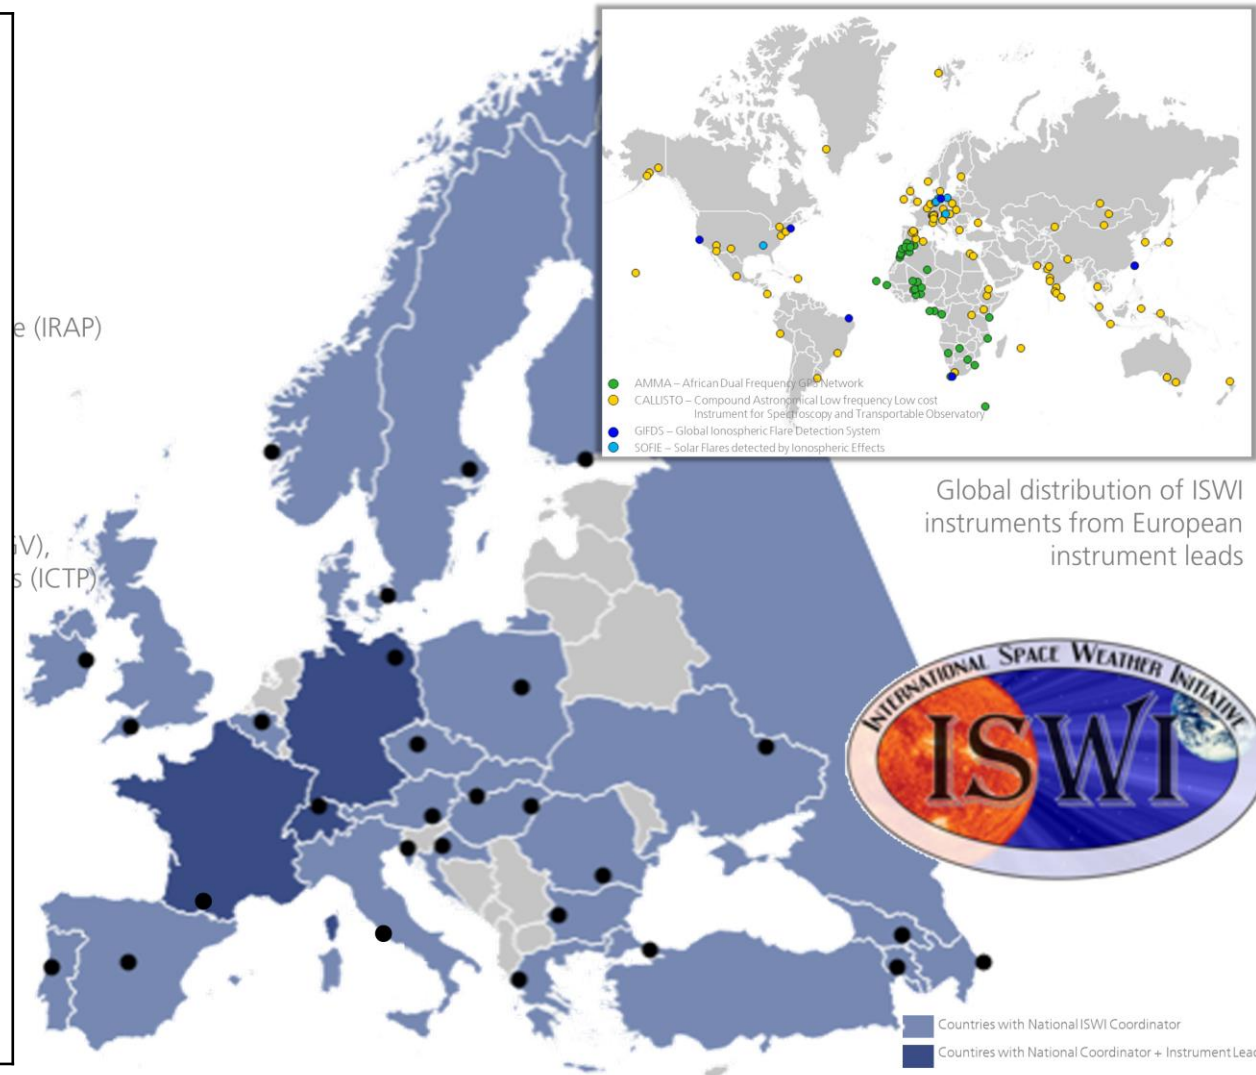 e (IRAP)
GV),
s (ICTP)
AMMA – African Dual Frequency GPS Network
CALLISTO – Compound Astronomical Low frequency Low cost
Instrument for Spectroscopy and Transportable Observatory
GIFDS – Global Ionospheric Flare Detection System
SOFIE – Solar Flares detected by Ionospheric Effects
Global distribution of ISWI
instruments from European
instrument leads
INTERNATIONAL SPACE WEATHER INITIATIVE
ISWI
Countries with National ISWI Coordinator
Countires with National Coordinator + Instrument Lead